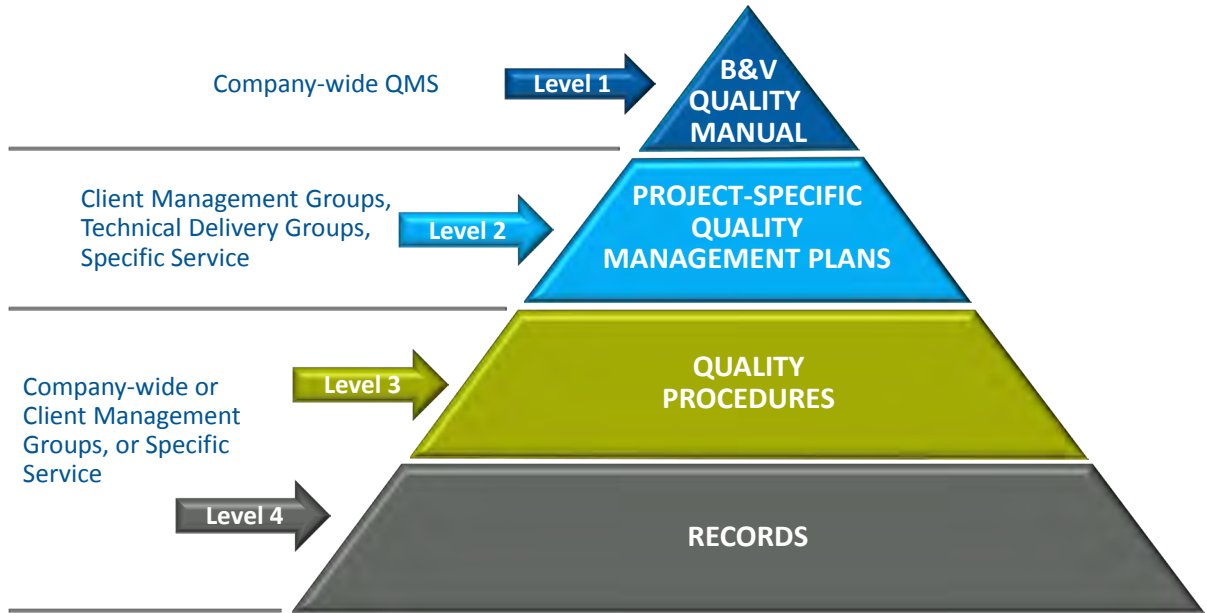 Company-wide QMS
Level 1
B&V
QUALITY
MANUAL
Client Management Groups,
Technical Delivery Groups,
Specific Service
Level 2
PROJECT-SPECIFIC
QUALITY
MANAGEMENT PLANS
Company-wide or
Client Management
Groups, or Specific
Service
Level 3
QUALITY
PROCEDURES
Level 4
RECORDS